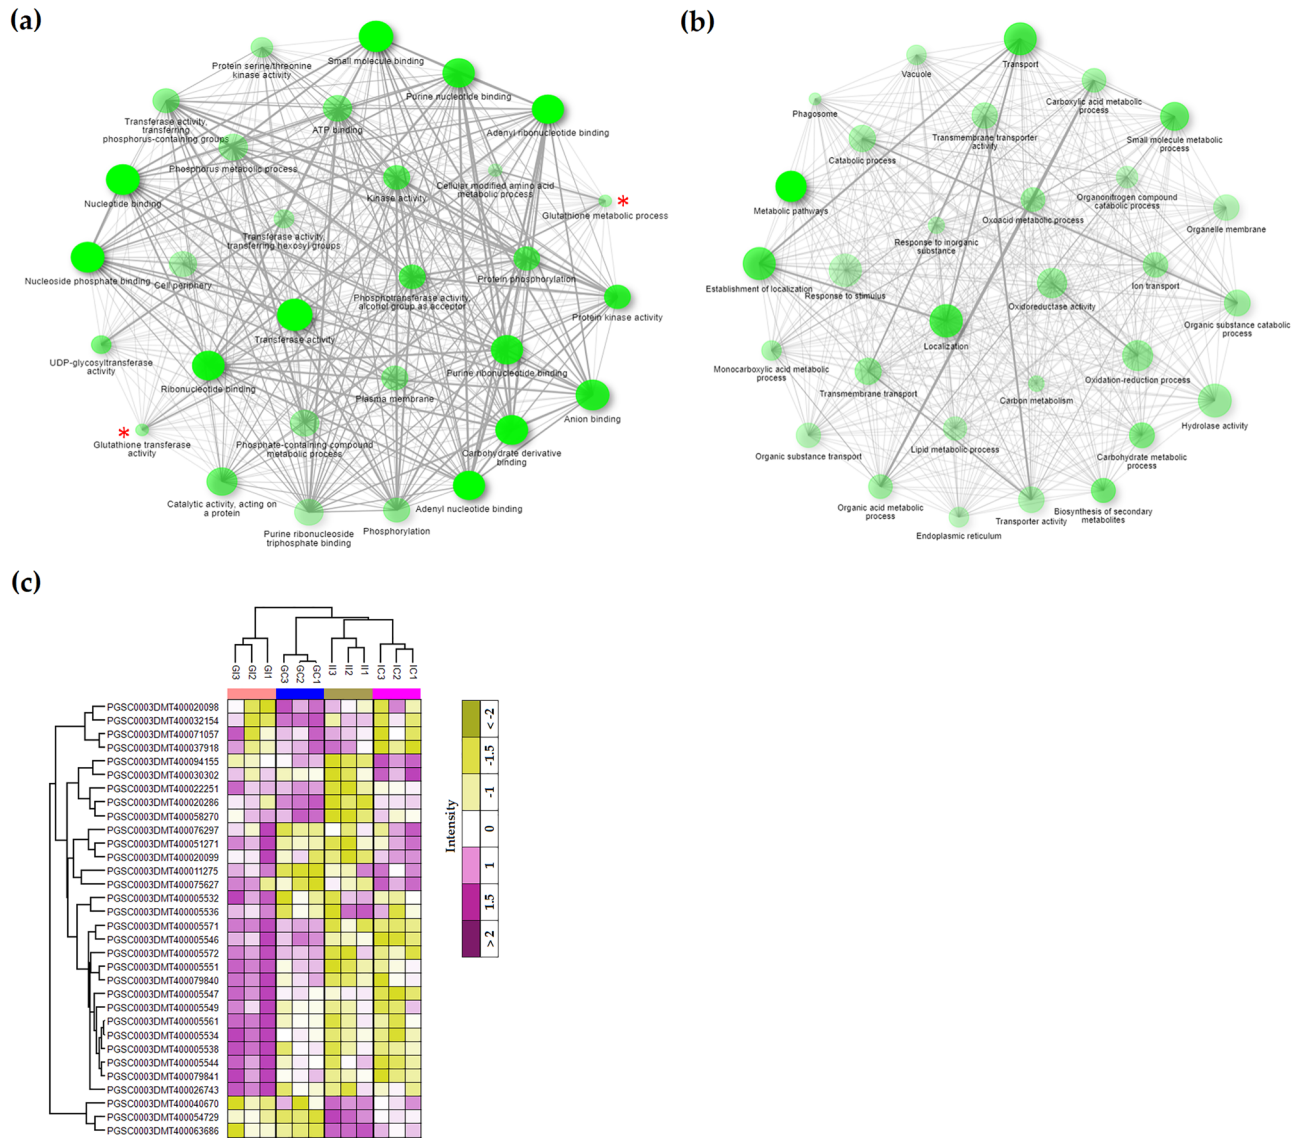 (a)
Small molecule binding
Protein serine/threonine
kinase activity
Purine nucleotide binding
Transferase activity,
transferring
phosphorus-containing groups
ATP binding
Adenyl ribonucleotide binding
Phosphorus metabolic process
Kinase activity
Cellular modified amino acid
metabolic process
Nucleotide binding
Glutathione metabolic process
*
Transferase activity,
transferring hexosyl groups
Nucleoside phosphate binding
Cell periphery
Protein phosphorylation
Phosphotransferase activity,
alcohol group as acceptor
Protein kinase activity
Transferase activity
UDP-glycosyltransferase
activity
Purine ribonucleotide binding
Ribonucleotide binding
Plasma membrane
Anion binding
*
Glutathione transferase
activity
Phosphate-containing compound
metabolic process
Carbohydrate derivative
binding
Catalytic activity, acting on
a protein
Adenyl nucleotide binding
Purine ribonucleoside
triphosphate binding
Phosphorylation
(b)
Transport
Vacuole
Carboxylic acid metabolic
process
Phagosome
Transmembrane transporter
activity
Small molecule metabolic
process
Catabolic process
Metabolic pathways
Organonitrogen compound
catabolic process
Oxoacid metabolic process
Organelle membrane
Response to inorganic
substance
Establishment of localization
Response to stimulus
Ion transport
Oxidoreductase activity
Organic substance catabolic
process
Localization
Monocarboxylic acid metabolic
process
Transmembrane transport
Oxidation-reduction process
Carbon metabolism
Hydrolase activity
Organic substance transport
Lipid metabolic process
Carbohydrate metabolic
process
Organic acid metabolic
process
Transporter activity
Biosynthesis of secondary
metabolites
Endoplasmic reticulum
(c)
GI3 GI2 GI1 GC3 GC2 GC1 II3 II2 II1 IC3 IC2 IC1
PGSC0003DMT400020098
PGSC0003DMT400032154
PGSC0003DMT400071057
PGSC0003DMT400037918
PGSC0003DMT400094155
PGSC0003DMT400030302
PGSC0003DMT400022251
PGSC0003DMT400020286
PGSC0003DMT400058270
PGSC0003DMT400076297
PGSC0003DMT400051271
PGSC0003DMT400020099
PGSC0003DMT400011275
PGSC0003DMT400075627
PGSC0003DMT400005532
PGSC0003DMT400005536
PGSC0003DMT400005571
PGSC0003DMT400005546
PGSC0003DMT400005572
PGSC0003DMT400005551
PGSC0003DMT400079840
PGSC0003DMT400005547
PGSC0003DMT400005549
PGSC0003DMT400005561
PGSC0003DMT400005534
PGSC0003DMT400005538
PGSC0003DMT400005544
PGSC0003DMT400079841
PGSC0003DMT400026743
PGSC0003DMT400040670
PGSC0003DMT400054729
PGSC0003DMT400063686
Intensity
<-2
-1.5
-1
0
1
1.5
>2